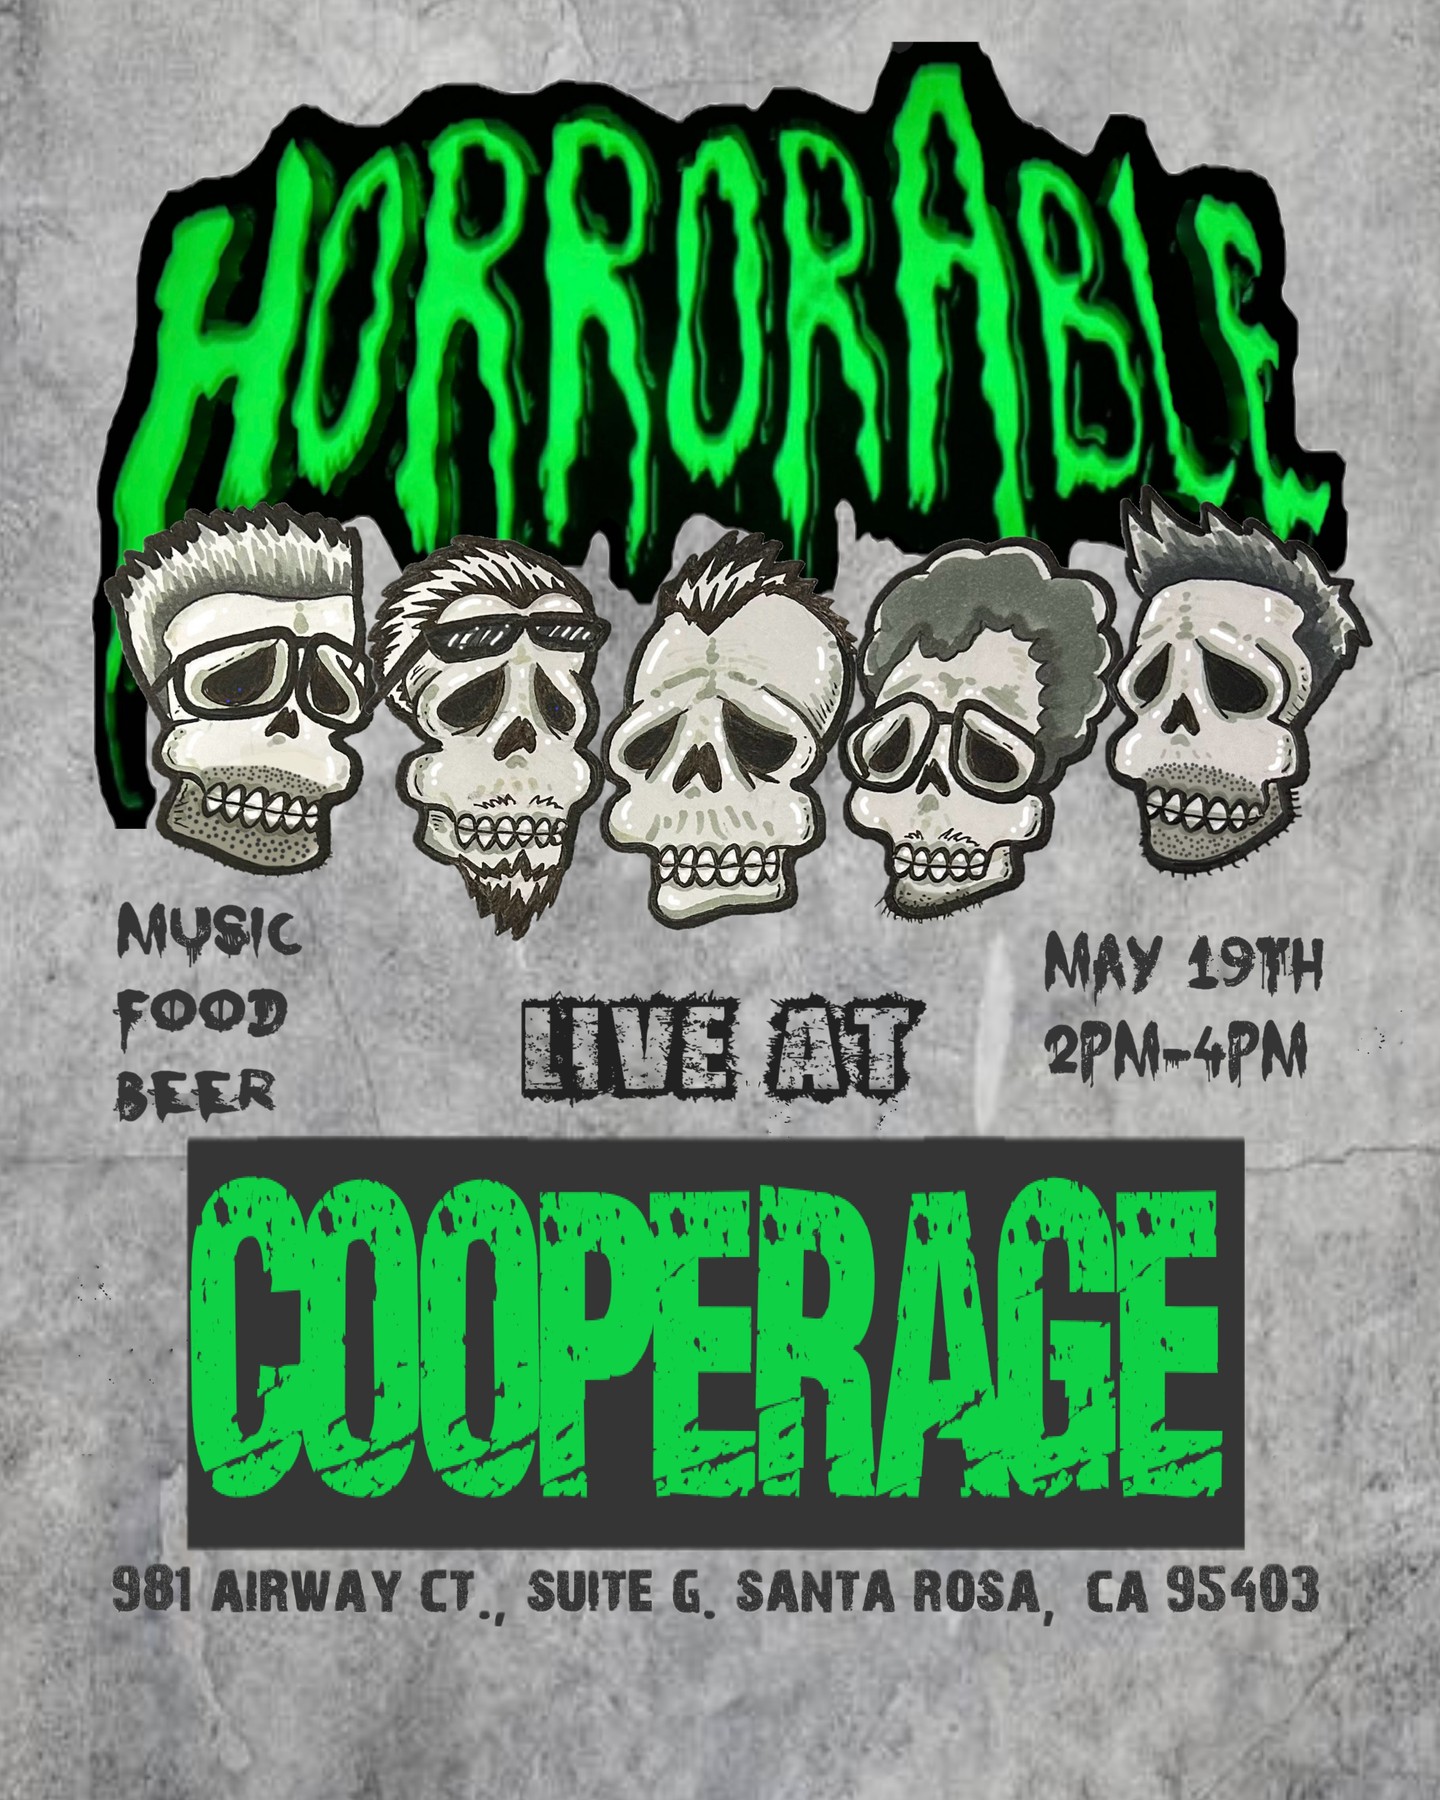 HORRORABLE
MUSIC
FOOD
BEER
MAY 19TH
2PM-4PM
LIVE AT
COOPERAGE
981 AIRWAY CT., SUITE G. SANTA ROSA, CA 95403